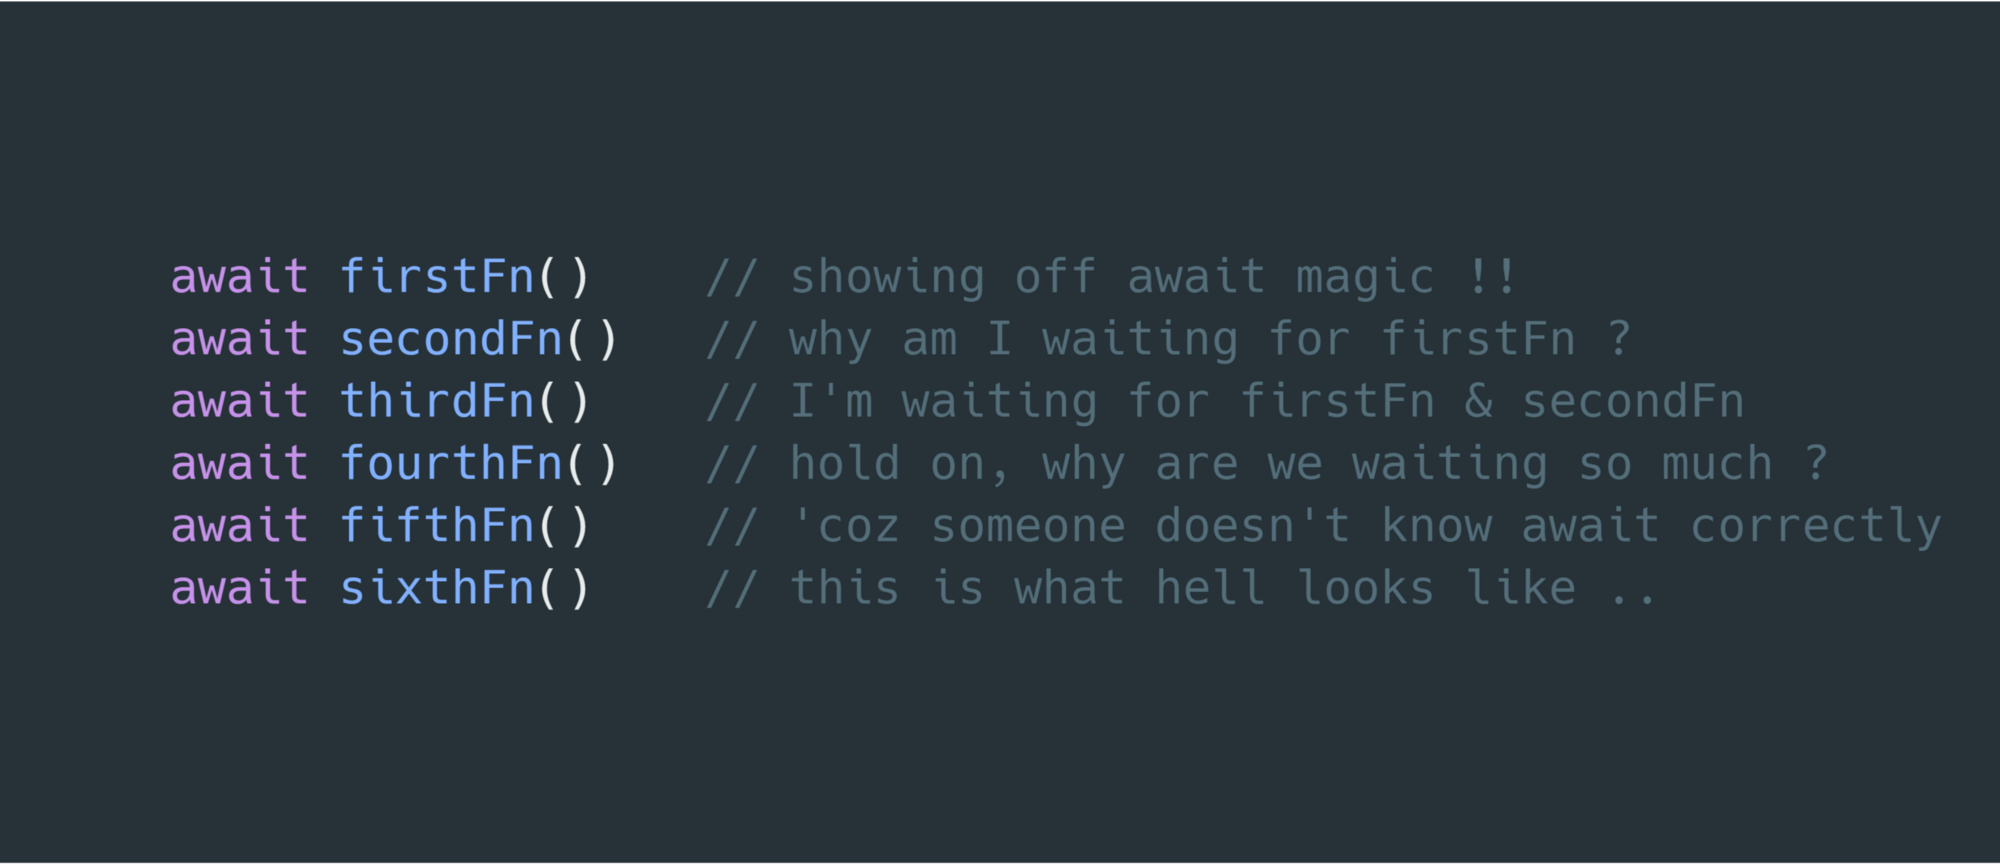 await firstFn()    // showing off await magic !!
await secondFn()   // why am I waiting for firstFn ?
await thirdFn()    // I'm waiting for firstFn & secondFn
await fourthFn()   // hold on, why are we waiting so much ?
await fifthFn()    // 'coz someone doesn't know await correctly
await sixthFn()    // this is what hell looks like ..